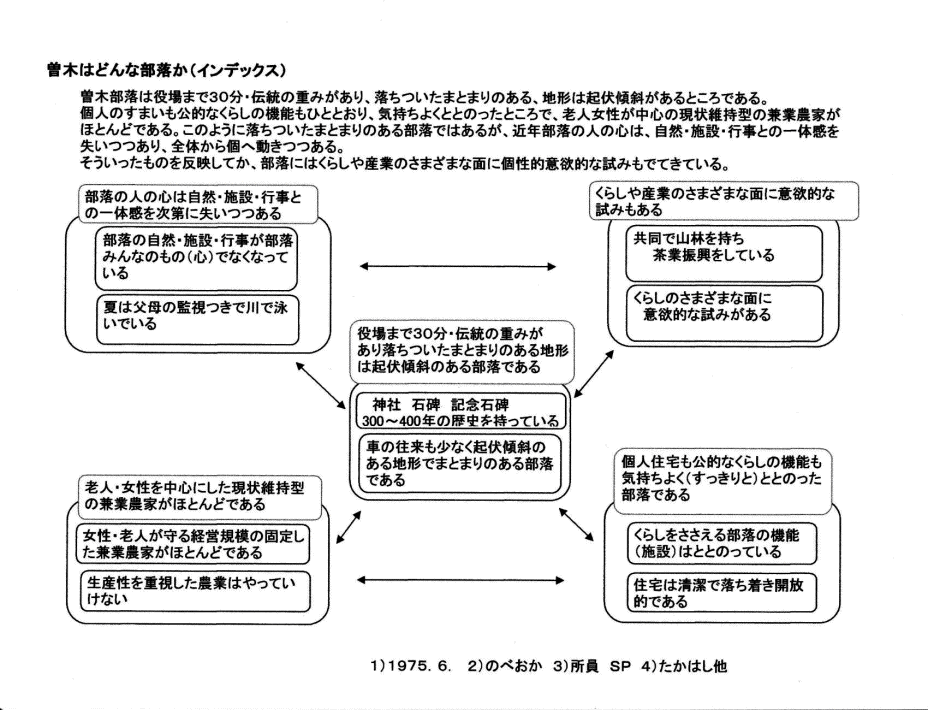 曽木はどんな部落か(インデックス)
曽木部落は役場まで30分・伝統の重みがあり、落ちついたまとまりのある、地形は起伏傾斜があるところである。
個人のすまいも公的なくらしの機能もひととおり、気持ちよくととのったところで、老人女性が中心の現状維持型の兼業農家が
ほとんどである。このように落ちついたまとまりのある部落ではあるが、近年部落の人の心は、自然・施設・行事との一体感を
失いつつあり、全体から個へ動きつつある。
そういったものを反映してか、部落にはくらしや産業のさまざまな面に個性的意欲的な試みもでてきている。
部落の人の心は自然・施設・行事と
の一体感を次第に失いつつある
部落の自然・施設・行事が部落
みんなのもの(心)でなくなって
いる
夏は父母の監視つきで川で泳
いでいる
くらしや産業のさまざまな面に意欲的な
試みもある
共同で山林を持ち
茶業振興をしている
くらしのさまざまな面に
意欲的な試みがある
役場まで30分・伝統の重みが
あり落ちついたまとまりのある地形
は起伏傾斜のある部落である
神社 石碑 記念石碑
300~400年の歴史を持っている
車の往来も少なく起伏傾斜の
ある地形でまとまりのある部落
である
老人・女性を中心にした現状維持型
の兼業農家がほとんどである
女性・老人が守る経営規模の固定し
た兼業農家がほとんどである
生産性を重視した農業はやってい
けない
個人住宅も公的なくらしの機能も
気持ちよく(すっきりと)ととのった
部落である
くらしをささえる部落の機能
(施設)はととのっている
住宅は清潔で落ち着き開放
的である
1)1975.6. 2)のべおか 3)所員 SP 4)たかはし他